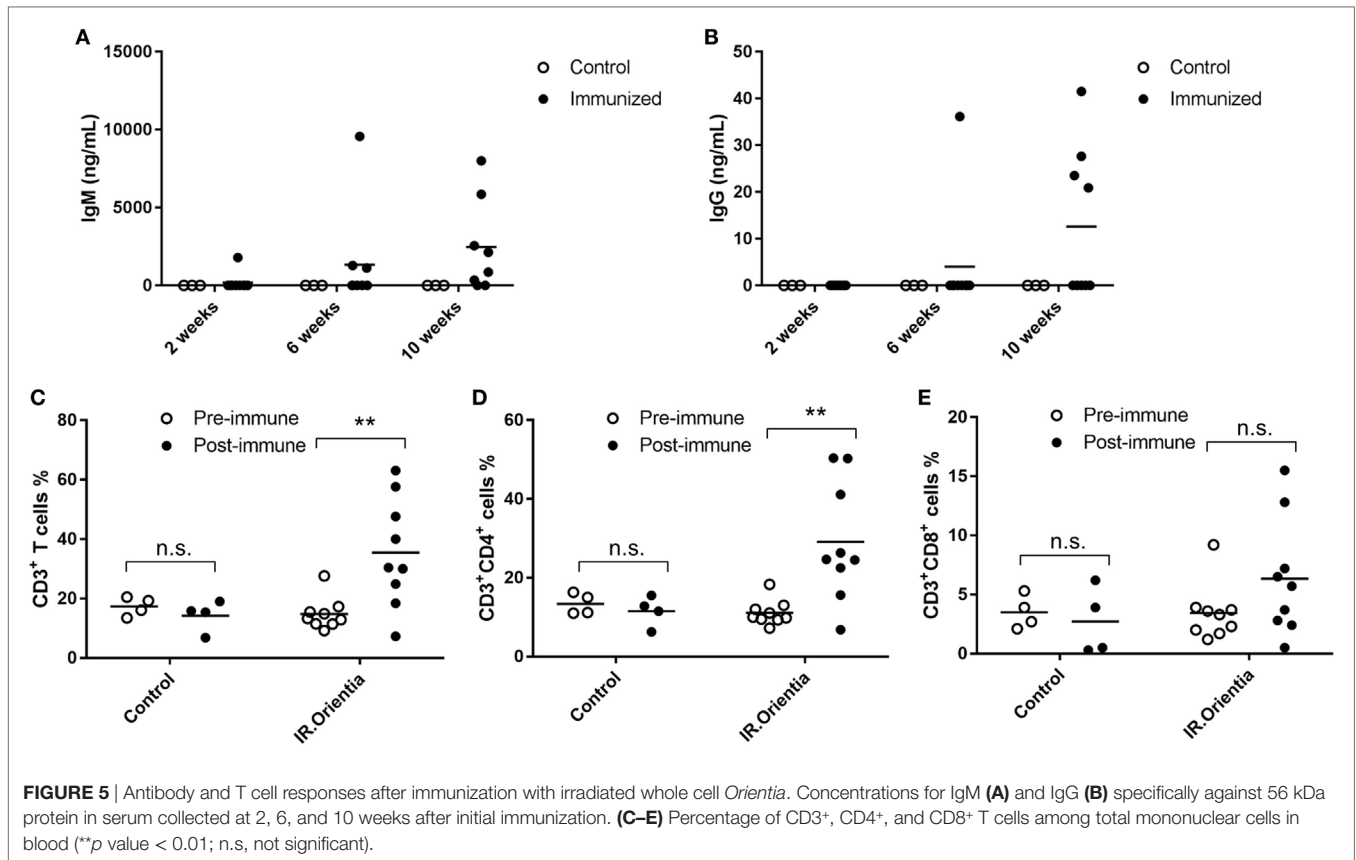 A
15000
10000
5000
0
IgM (ng/mL)
Control
Immunized
2 weeks
6 weeks
10 weeks
B
50
40
30
20
10
0
IgG (ng/mL)
Control
Immunized
2 weeks
6 weeks
10 weeks
C
80
60
40
20
0
CD3⁺ T cells %
Pre-immune
Post-immune
n.s.
**
Control
IR.Orientia
D
60
40
20
0
CD3⁺CD4⁺ cells %
Pre-immune
Post-immune
n.s.
**
Control
IR.Orientia
E
20
15
10
5
0
CD3⁺CD8⁺ cells %
Pre-immune
Post-immune
n.s.
n.s.
Control
IR.Orientia
FIGURE 5 | Antibody and T cell responses after immunization with irradiated whole cell Orientia. Concentrations for IgM (A) and IgG (B) specifically against 56 kDa
protein in serum collected at 2, 6, and 10 weeks after initial immunization. (C–E) Percentage of CD3⁺, CD4⁺, and CD8⁺ T cells among total mononuclear cells in
blood (**p value < 0.01; n.s, not significant).